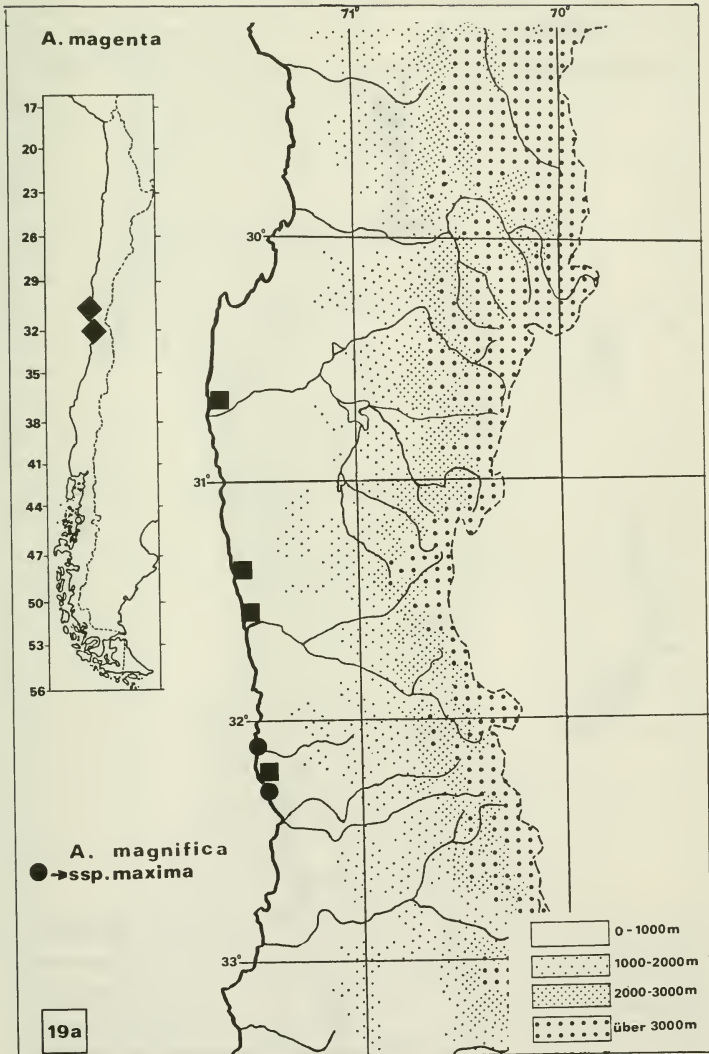 71° 70°
A. magenta
17
20
23
26
29
32
35
38
41
44
47
50
53
56
30°
31°
32°
33°
A. magnifica
→ssp. maxima
0-1000m
1000-2000m
2000-3000m
über 3000m
19a